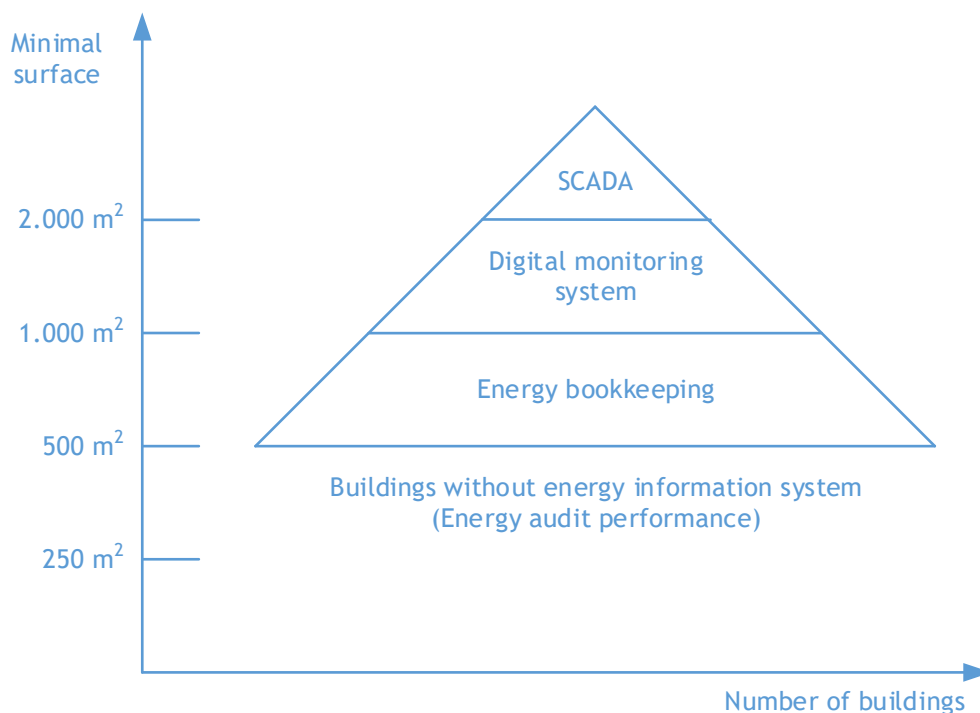 Minimal
surface
SCADA
2.000 m²
Digital monitoring
system
1.000 m²
Energy bookkeeping
500 m²
Buildings without energy information system
(Energy audit performance)
250 m²
Number of buildings